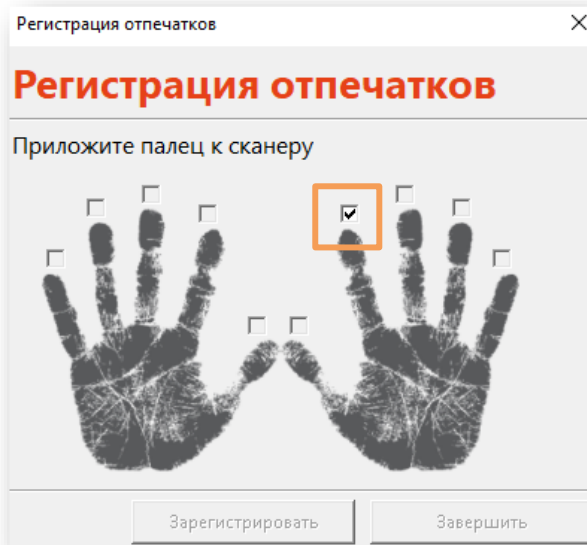 Регистрация отпечатков
Регистрация отпечатков
Приложите палец к сканеру
Зарегистрировать
Завершить